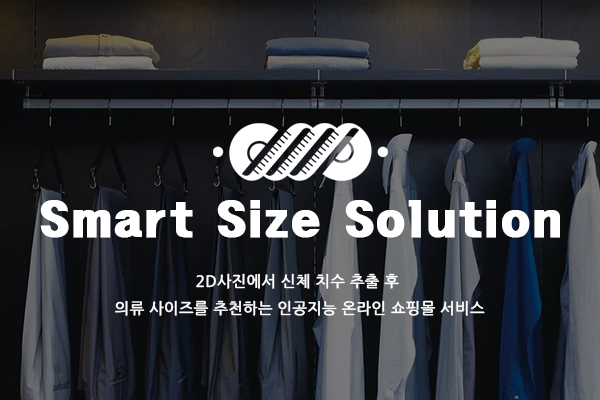 Smart Size Solution
2D사진에서 신체 치수 추출 후
의류 사이즈를 추천하는 인공지능 온라인 쇼핑몰 서비스